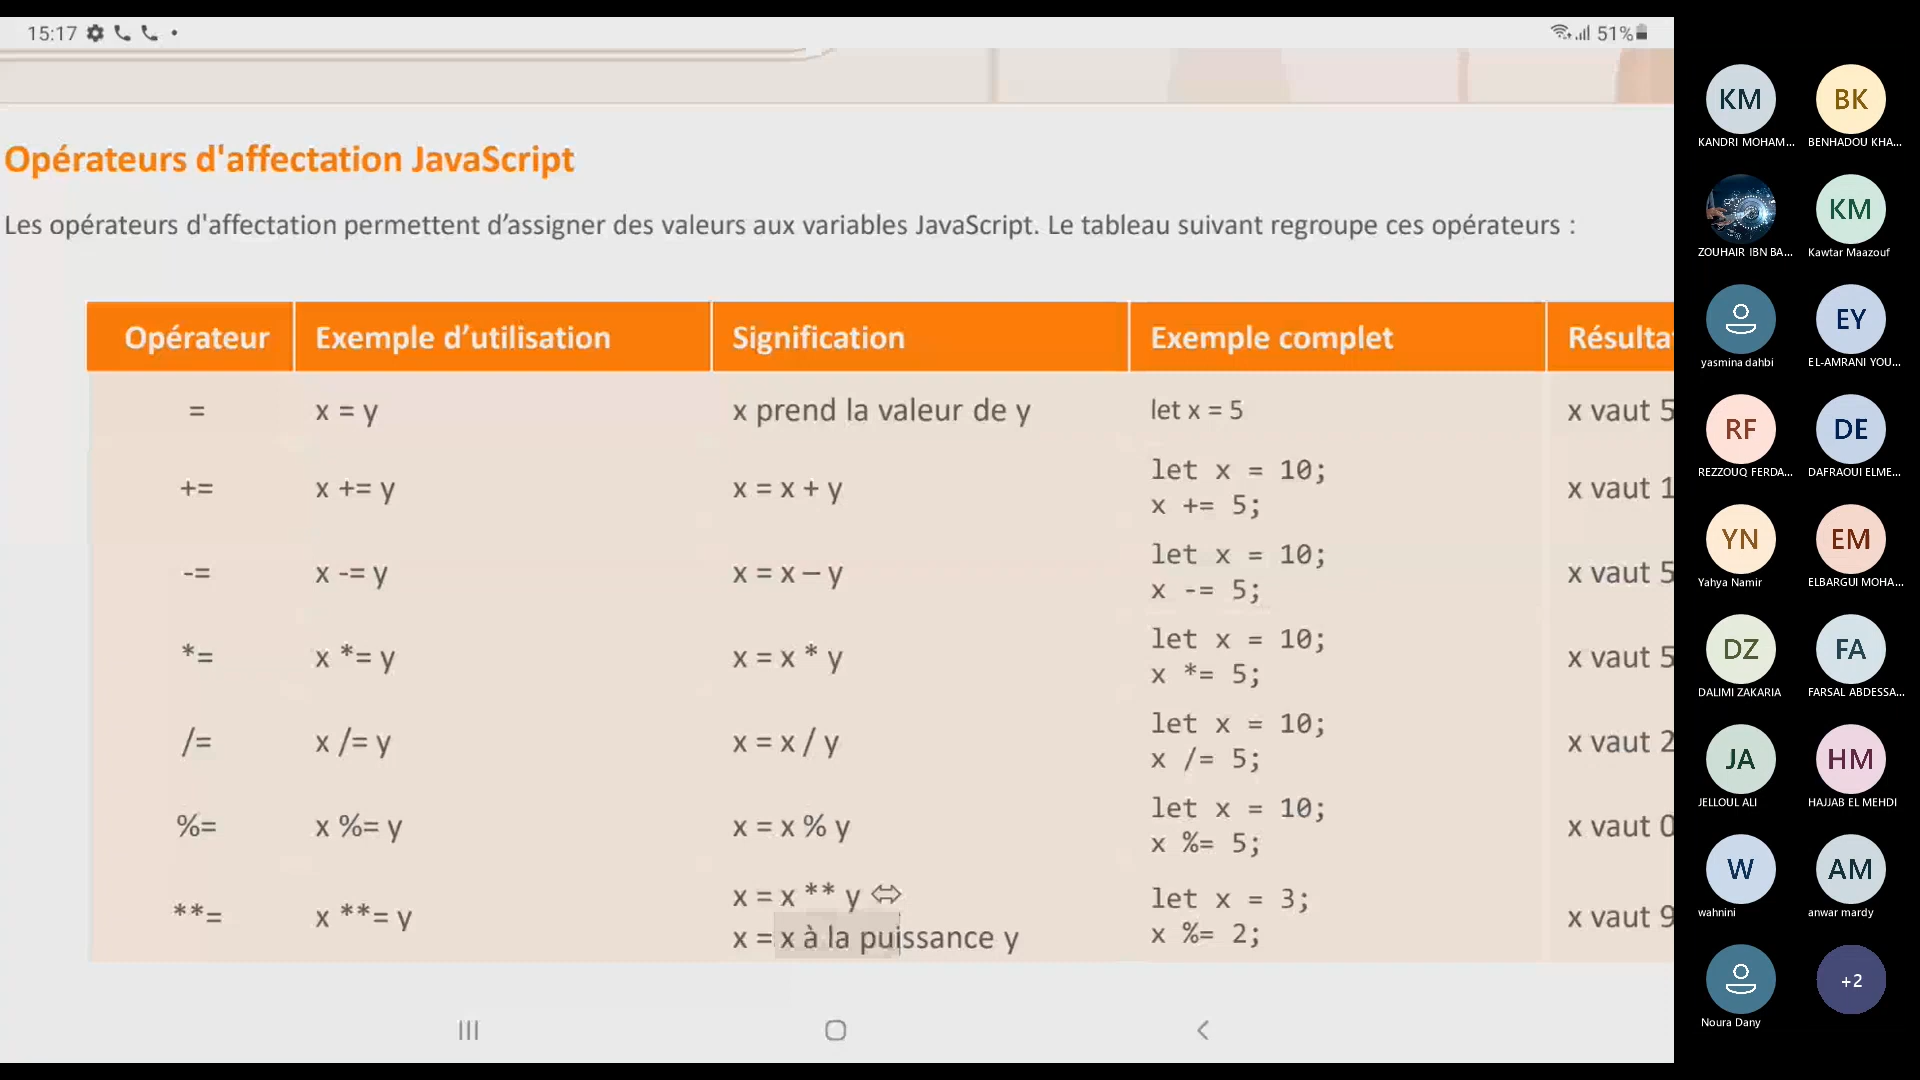 15:17
51%
Opérateurs d'affectation JavaScript
Les opérateurs d'affectation permettent d’assigner des valeurs aux variables JavaScript. Le tableau suivant regroupe ces opérateurs :
Opérateur Exemple d’utilisation Signification Exemple complet Résulta
= x = y x prend la valeur de y let x = 5 x vaut 5
+= x += y x = x + y let x = 10; x vaut 1
x += 5;
-= x -= y x = x – y let x = 10; x vaut 5
x -= 5;
*= x *= y x = x * y let x = 10; x vaut 5
x *= 5;
/= x /= y x = x / y let x = 10; x vaut 2
x /= 5;
%= x %= y x = x % y let x = 10; x vaut 0
x %= 5;
**= x **= y x = x ** y ⬄ let x = 3; x vaut 9
x = x à la puissance y x %= 2;
KM BK
KANDRI MOHAM... BENHADOU KHA...
KM
ZOUHAIR IBN BA... Kawtar Maazouf
EY
yasmina dahbi EL-AMRANI YOU...
RF DE
REZZOUQ FERDA... DAFRAOUI ELME...
YN EM
Yahya Namir ELBARGUI MOHA...
DZ FA
DALIMI ZAKARIA FARSAL ABDESSA...
JA HM
JELLOUL ALI HAJJAB EL MEHDI
W AM
wahnini anwar mardy
+2
Noura Dany